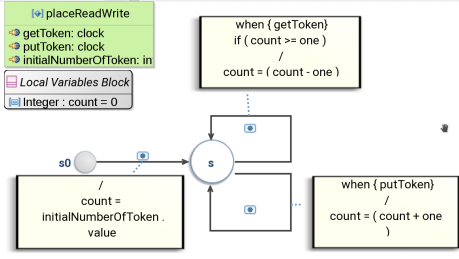 placeReadWrite
getToken: clock
putToken: clock
initialNumberOfToken: in
Local Variables Block
Integer : count = 0
when { getToken}
if ( count >= one )
/
count = ( count - one )
s0
s
/
count =
initialNumberOfToken .
value
when { putToken}
/
count = ( count + one
)